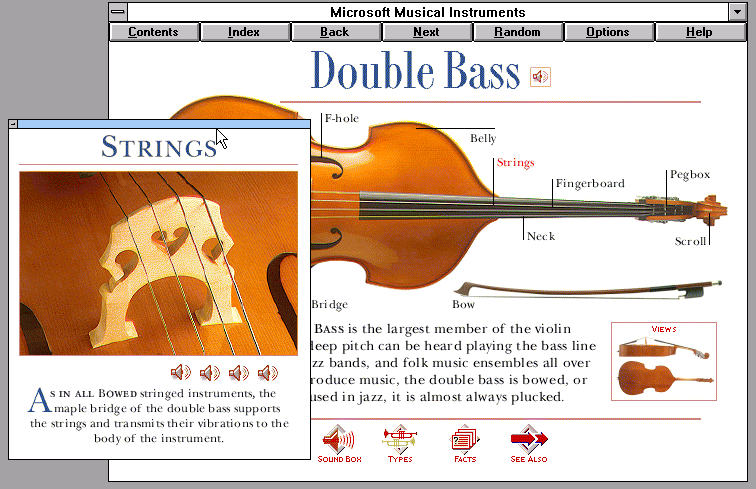 Microsoft Musical Instruments
Contents Index Back Next Random Options Help
Double Bass
F-hole
Belly
Strings
Fingerboard
Pegbox
Neck
Scroll
Bridge
Bow
BASS is the largest member of the violin
deep pitch can be heard playing the bass line
zz bands, and folk music ensembles all over
roduce music, the double bass is bowed, or
used in jazz, it is almost always plucked.
VIEWS
SOUND BOX TYPES FACTS SEE ALSO
STRINGS
AS IN ALL BOWED stringed instruments, the
maple bridge of the double bass supports
the strings and transmits their vibrations to the
body of the instrument.